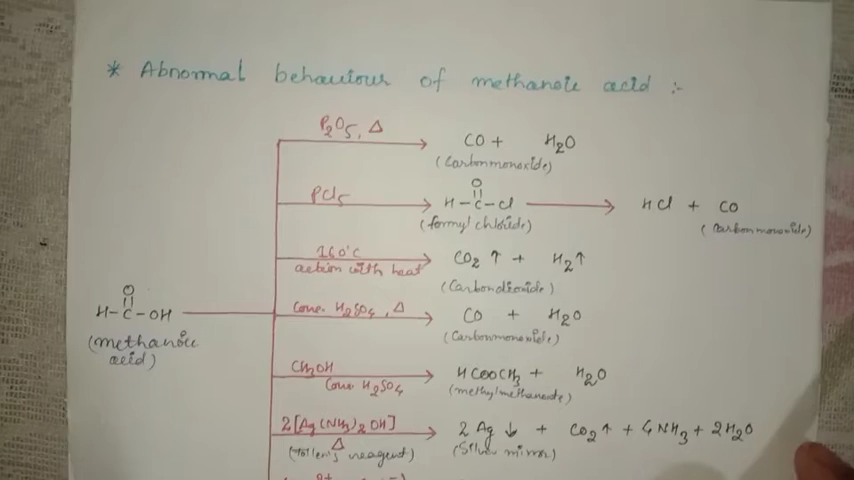 * Abnormal behaviour of methanoic acid :-
P2O5, Δ
CO + H2O
(Carbonmonoxide)
PCl5
O
H-C-Cl
HCl + CO
(formyl chloride)
(Carbonmonoxide)
160°C
action with heat
CO2 ↑ + H2 ↑
(Carbondioxide)
O
H-C-OH
(methanoic
acid)
Conc. H2SO4, Δ
CO + H2O
(Carbonmonoxide)
CH3OH
Conc H2SO4
HCOOCH3 + H2O
(methylmethanoate)
2[Ag(NH3)2OH]
Δ
(Tollen's reagent)
2 Ag ↓ + CO2 ↑ + 4NH3 + 2H2O
(Silver mirror)